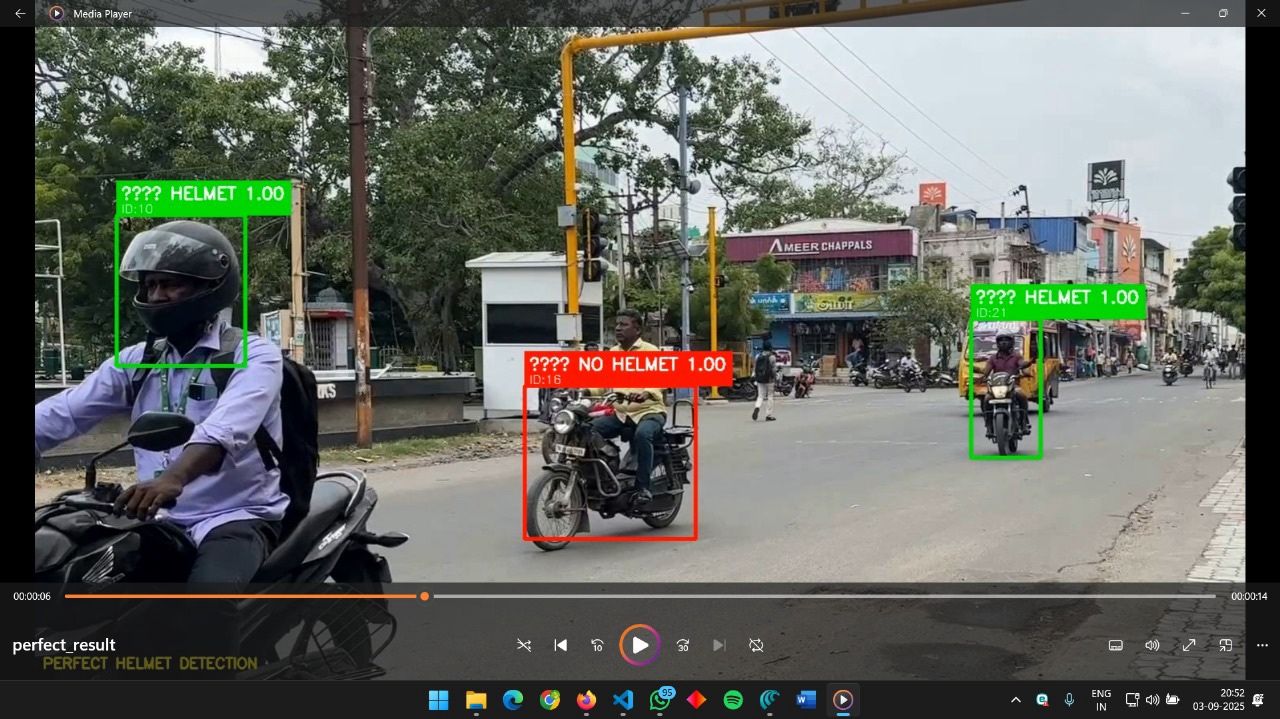 Media Player
???? HELMET 1.00
ID:10
AMEER CHAPPALS
???? HELMET 1.00
ID:21
???? NO HELMET 1.00
ID:16
RKS
00:00:06
00:00:14
perfect_result
10
30
PERFECT HELMET DETECTION
95
ENG
IN
20:52
03-09-2025